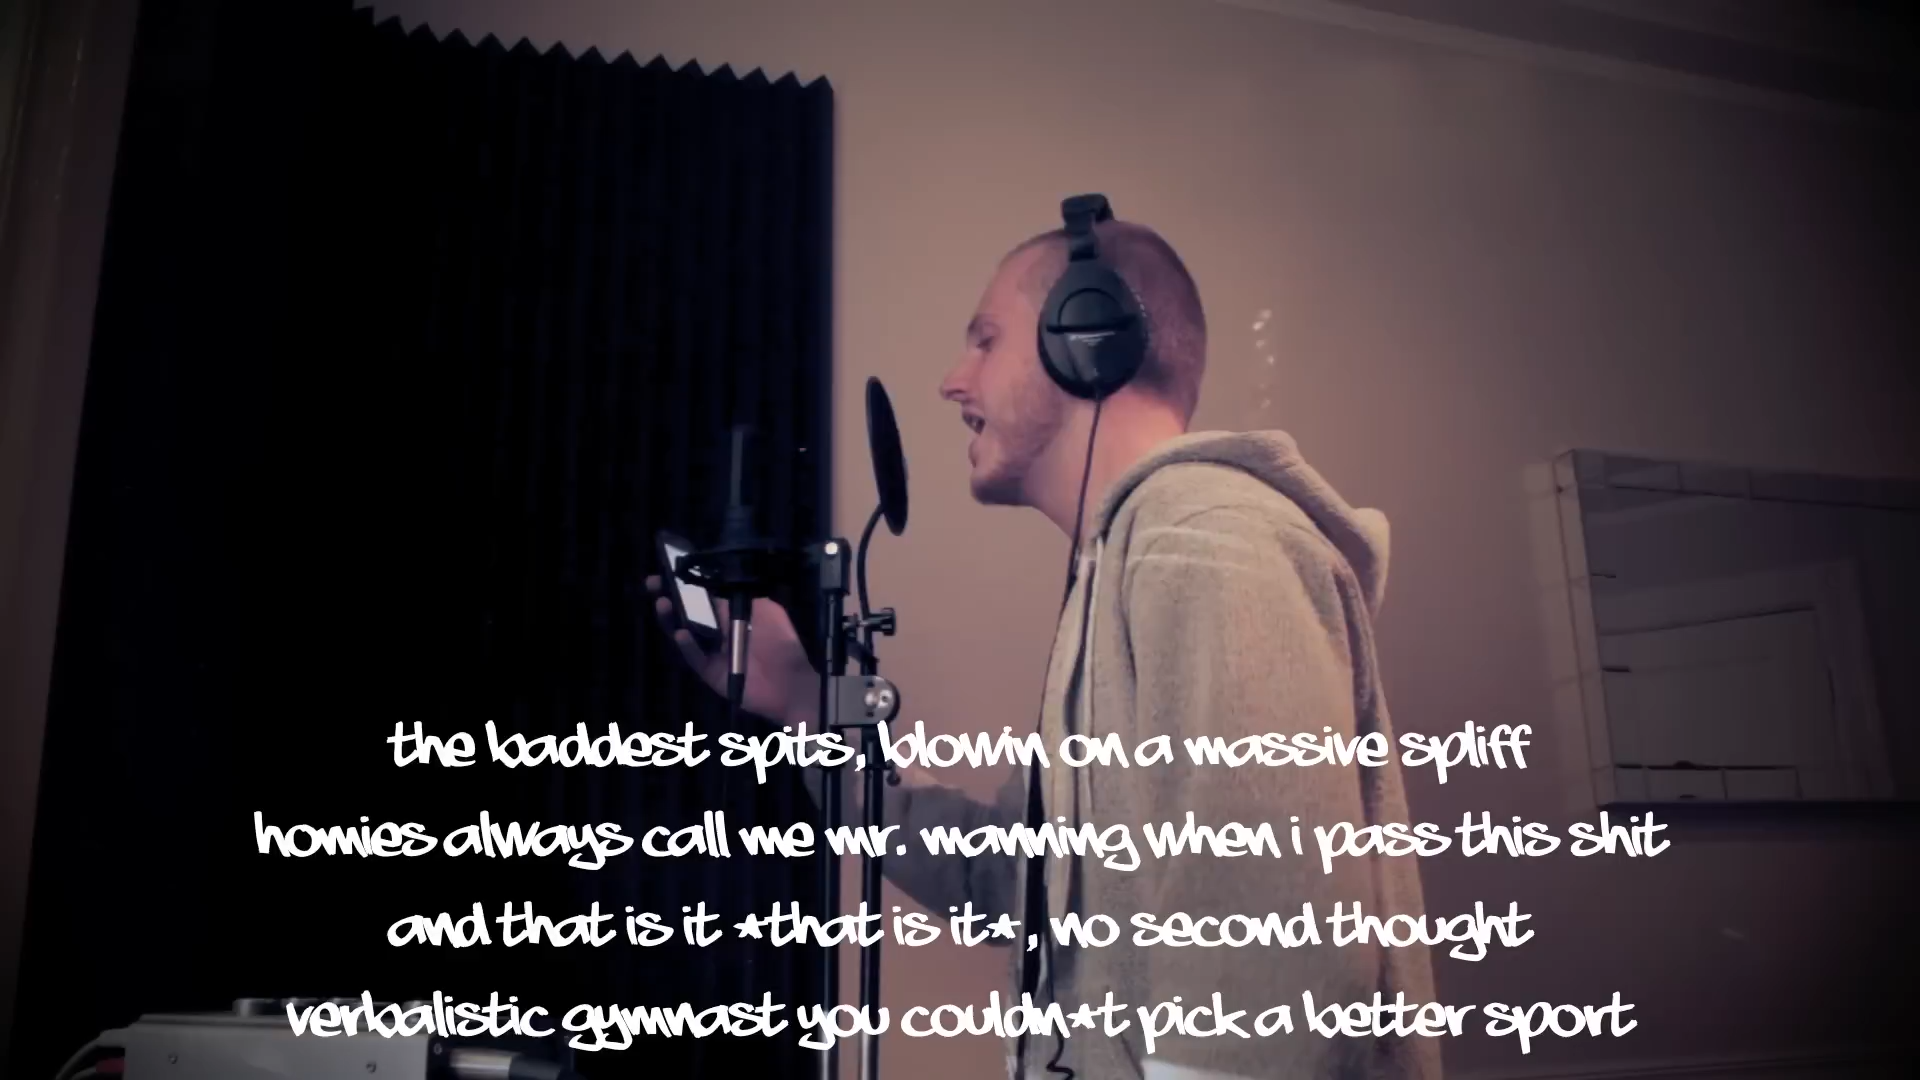 the baddest spits, blowin on a massive spliff
homies always call me mr. manning when i pass this shit
and that is it *that is it*, no second thought
verbalistic gymnast you couldn*t pick a better sport